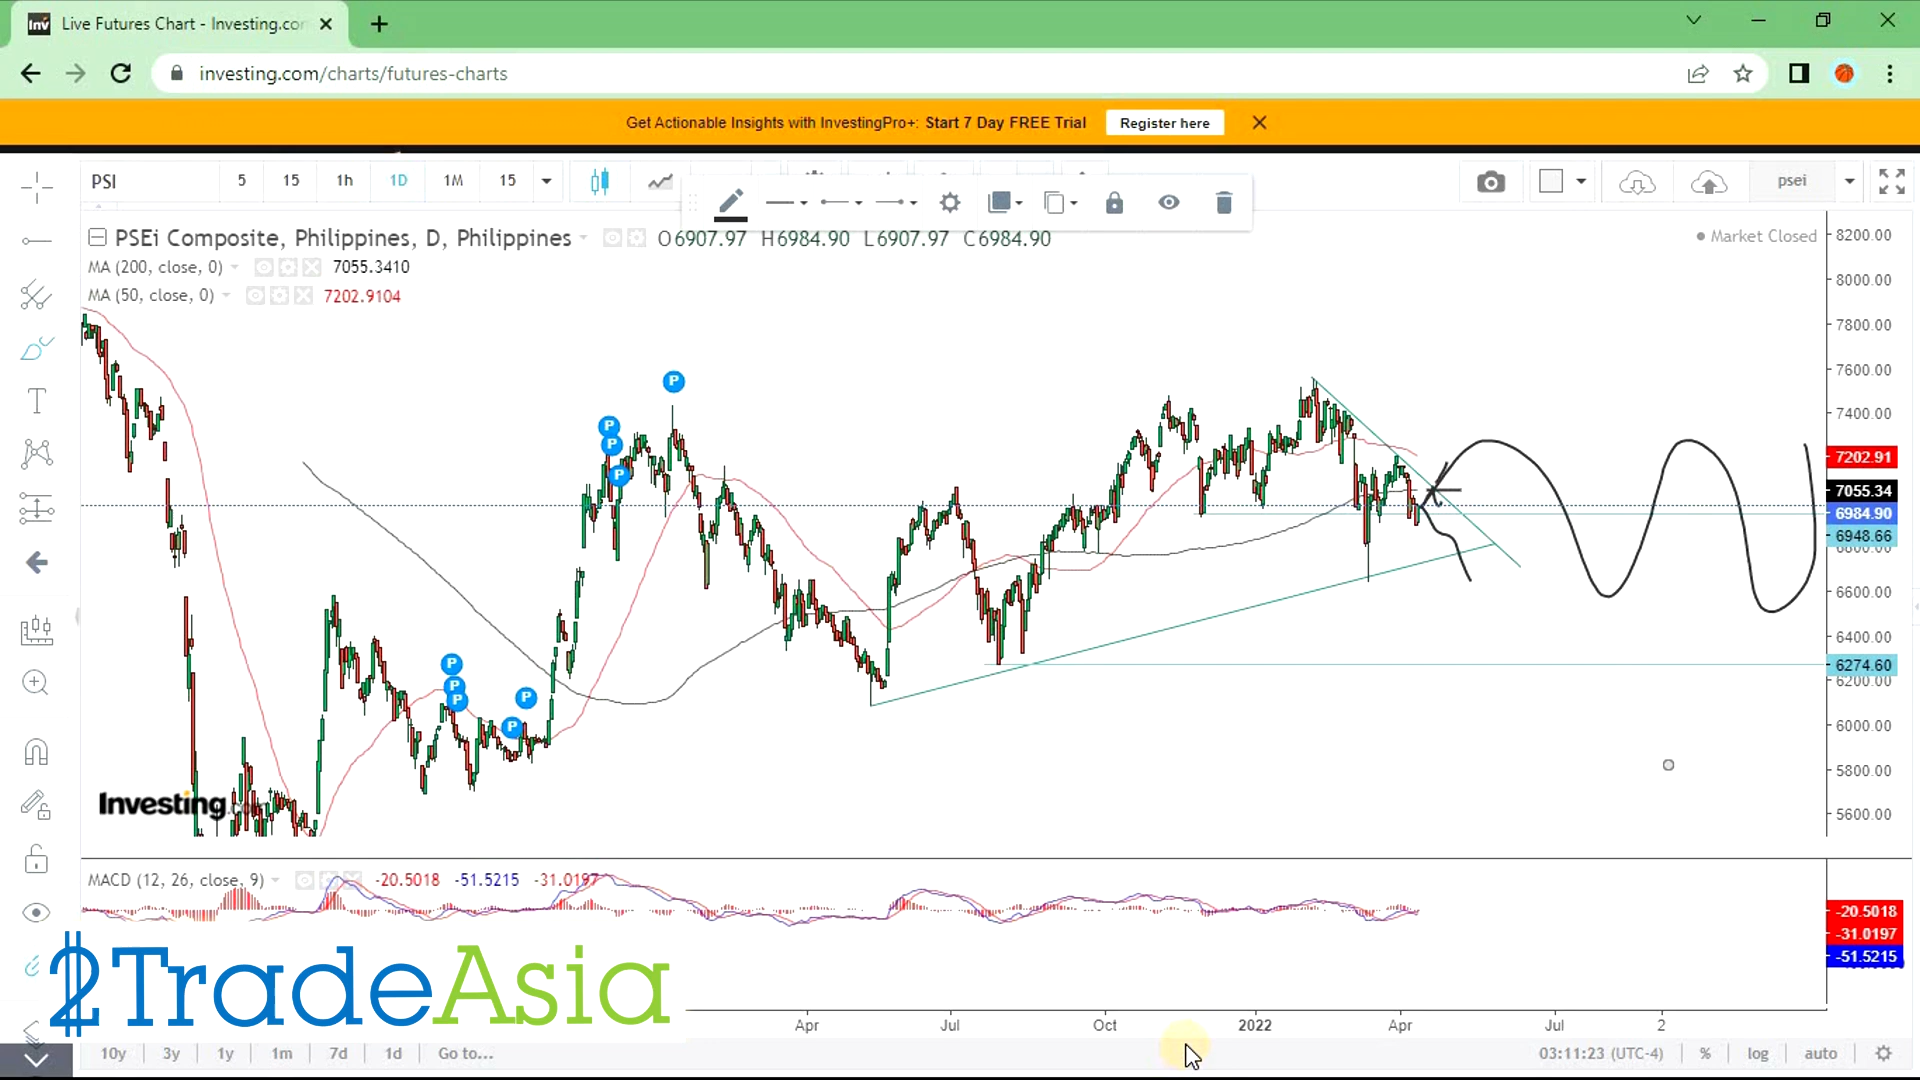 Live Futures Chart - Investing.co
investing.com/charts/futures-charts
Get Actionable Insights with InvestingPro+: Start 7 Day FREE Trial Register here
PSI 5 15 1h 1D 1M 15 psei
PSEi Composite, Philippines, D, Philippines O6907.97 H6984.90 L6907.97 C6984.90
Market Closed
MA (200, close, 0) 7055.3410
MA (50, close, 0) 7202.9104
8200.00
8000.00
7800.00
7600.00
7400.00
7202.91
7055.34
6984.90
6948.66
6800.00
6600.00
6400.00
6274.60
6200.00
6000.00
5800.00
5600.00
P
P
P
P
P
P
P
P
P
Investing.com
MACD (12, 26, close, 9) -20.5018 -51.5215 -31.0197
-20.5018
-31.0197
-51.5215
2TradeAsia
Apr Jul Oct 2022 Apr Jul 2
10y 3y 1y 1m 7d 1d Go to... 03:11:23 (UTC-4) % log auto